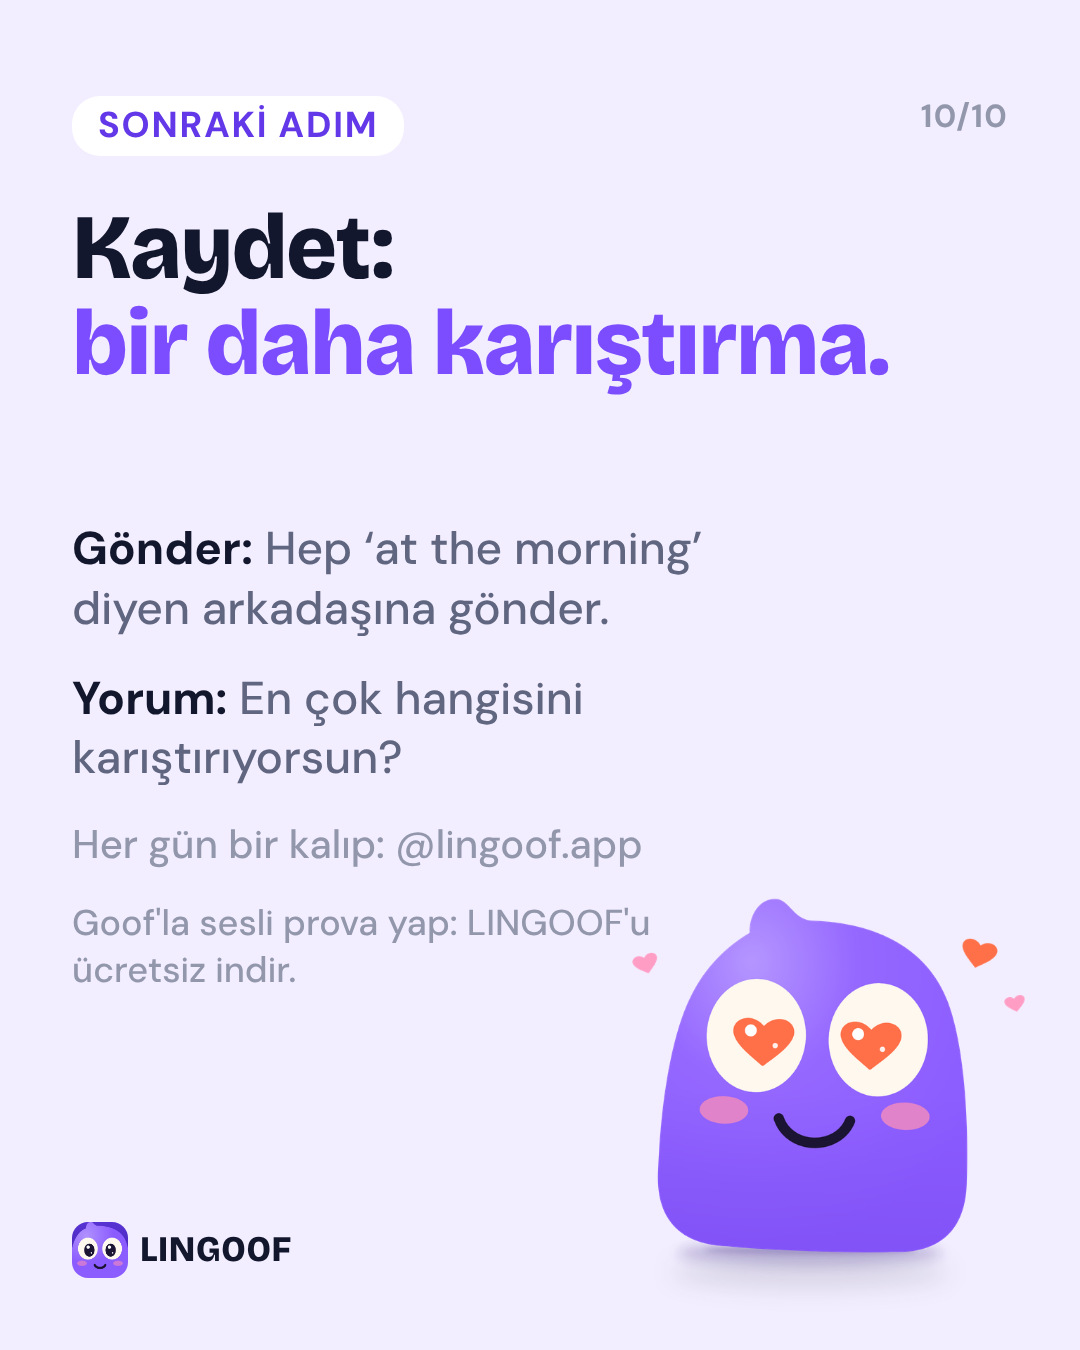 SONRAKİ ADIM
10/10
Kaydet:
bir daha karıştırma.
Gönder: Hep ‘at the morning’
diyen arkadaşına gönder.
Yorum: En çok hangisini
karıştırıyorsun?
Her gün bir kalıp: @lingoof.app
Goof'la sesli prova yap: LINGOOF'u
ücretsiz indir.
LINGOOF